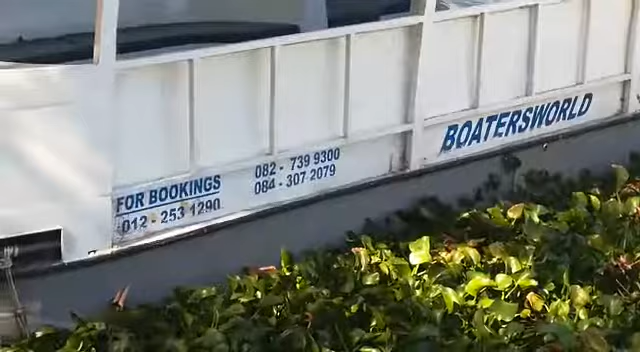 FOR BOOKINGS
012 - 253 1290
082 - 739 9300
084 - 307 2079
BOATERSWORLD